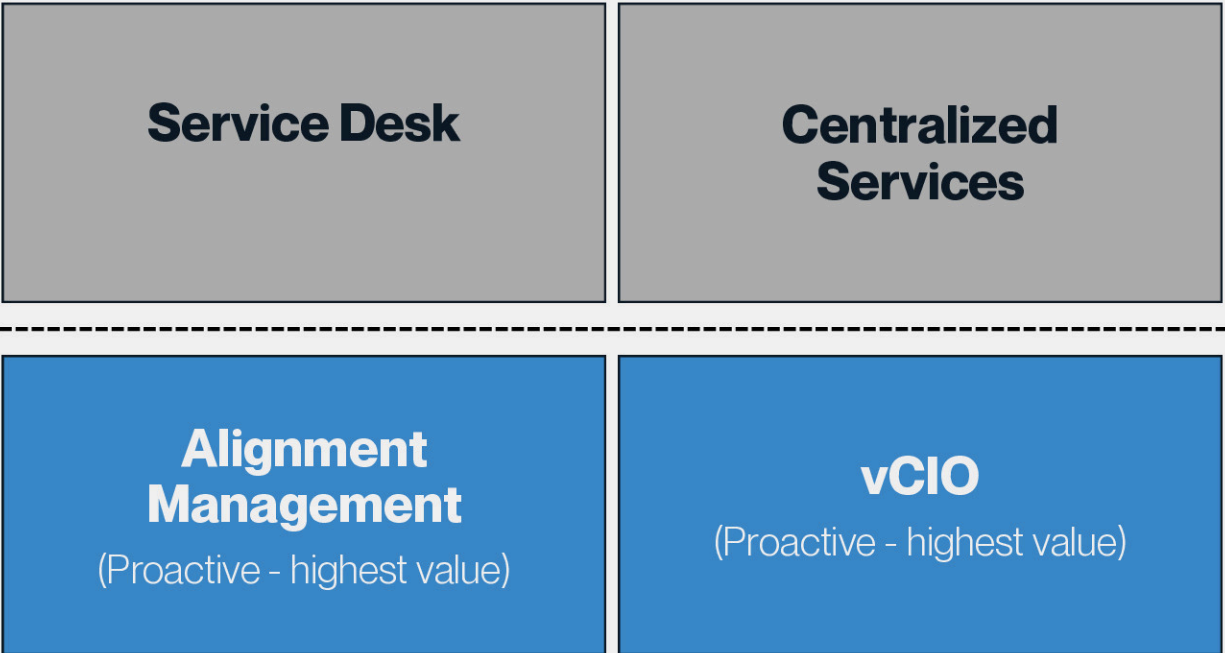 Service Desk
Centralized
Services
Alignment
Management
(Proactive - highest value)
vCIO
(Proactive - highest value)